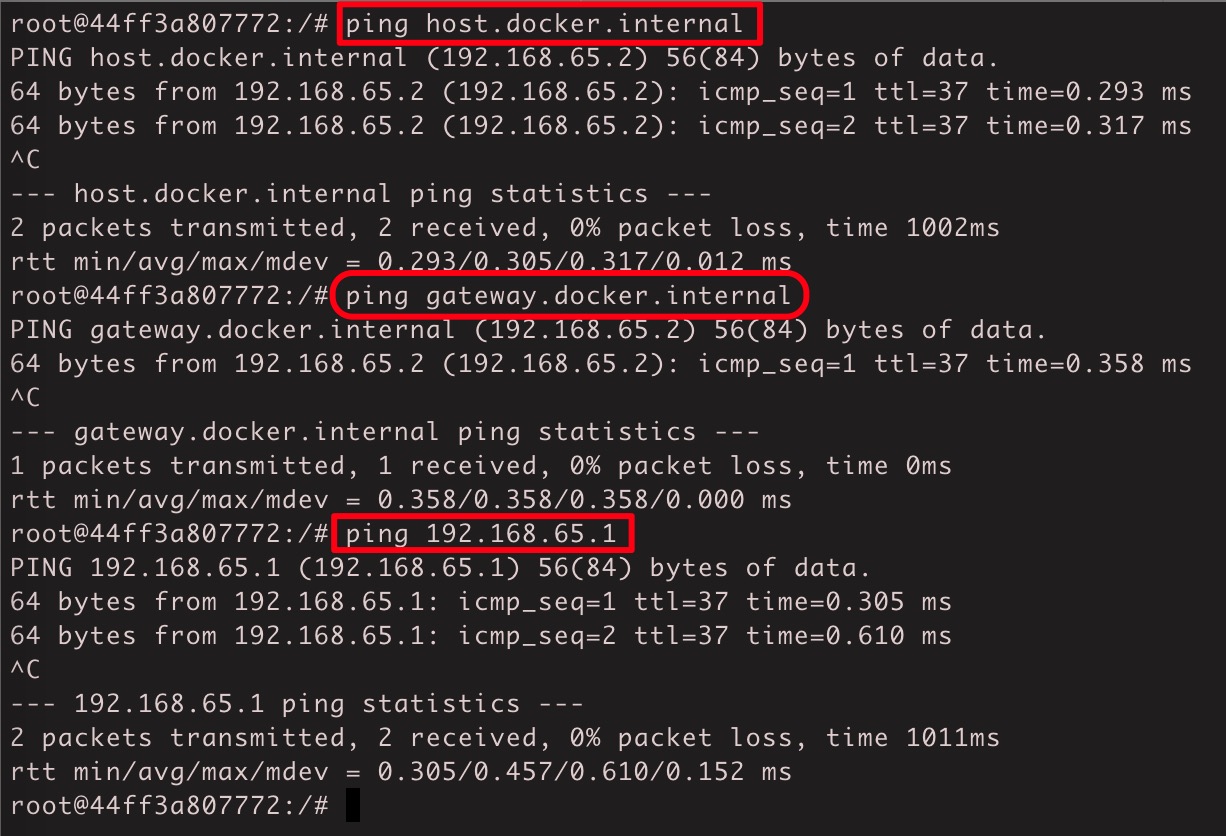 root@44ff3a807772:/# ping host.docker.internal
PING host.docker.internal (192.168.65.2) 56(84) bytes of data.
64 bytes from 192.168.65.2 (192.168.65.2): icmp_seq=1 ttl=37 time=0.293 ms
64 bytes from 192.168.65.2 (192.168.65.2): icmp_seq=2 ttl=37 time=0.317 ms
^C
--- host.docker.internal ping statistics ---
2 packets transmitted, 2 received, 0% packet loss, time 1002ms
rtt min/avg/max/mdev = 0.293/0.305/0.317/0.012 ms
root@44ff3a807772:/# ping gateway.docker.internal
PING gateway.docker.internal (192.168.65.2) 56(84) bytes of data.
64 bytes from 192.168.65.2 (192.168.65.2): icmp_seq=1 ttl=37 time=0.358 ms
^C
--- gateway.docker.internal ping statistics ---
1 packets transmitted, 1 received, 0% packet loss, time 0ms
rtt min/avg/max/mdev = 0.358/0.358/0.358/0.000 ms
root@44ff3a807772:/# ping 192.168.65.1
PING 192.168.65.1 (192.168.65.1) 56(84) bytes of data.
64 bytes from 192.168.65.1: icmp_seq=1 ttl=37 time=0.305 ms
64 bytes from 192.168.65.1: icmp_seq=2 ttl=37 time=0.610 ms
^C
--- 192.168.65.1 ping statistics ---
2 packets transmitted, 2 received, 0% packet loss, time 1011ms
rtt min/avg/max/mdev = 0.305/0.457/0.610/0.152 ms
root@44ff3a807772:/#